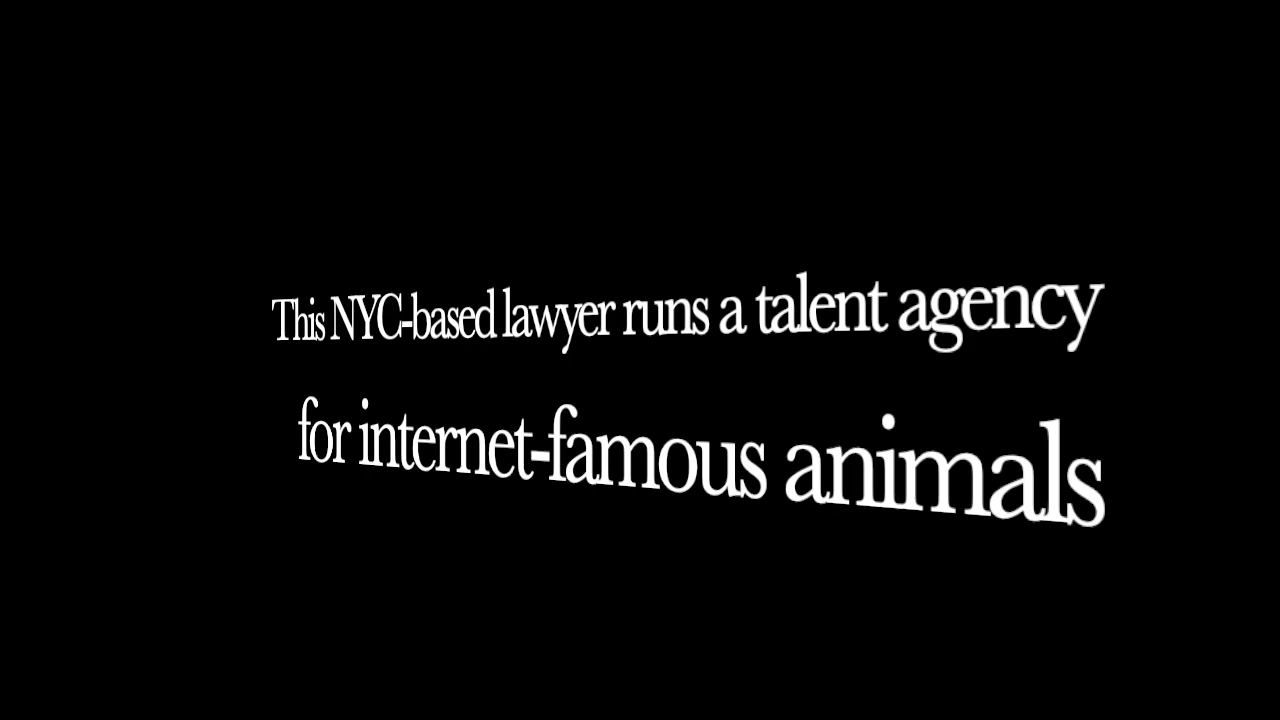 This NYC-based lawyer runs a talent agency
for internet-famous animals